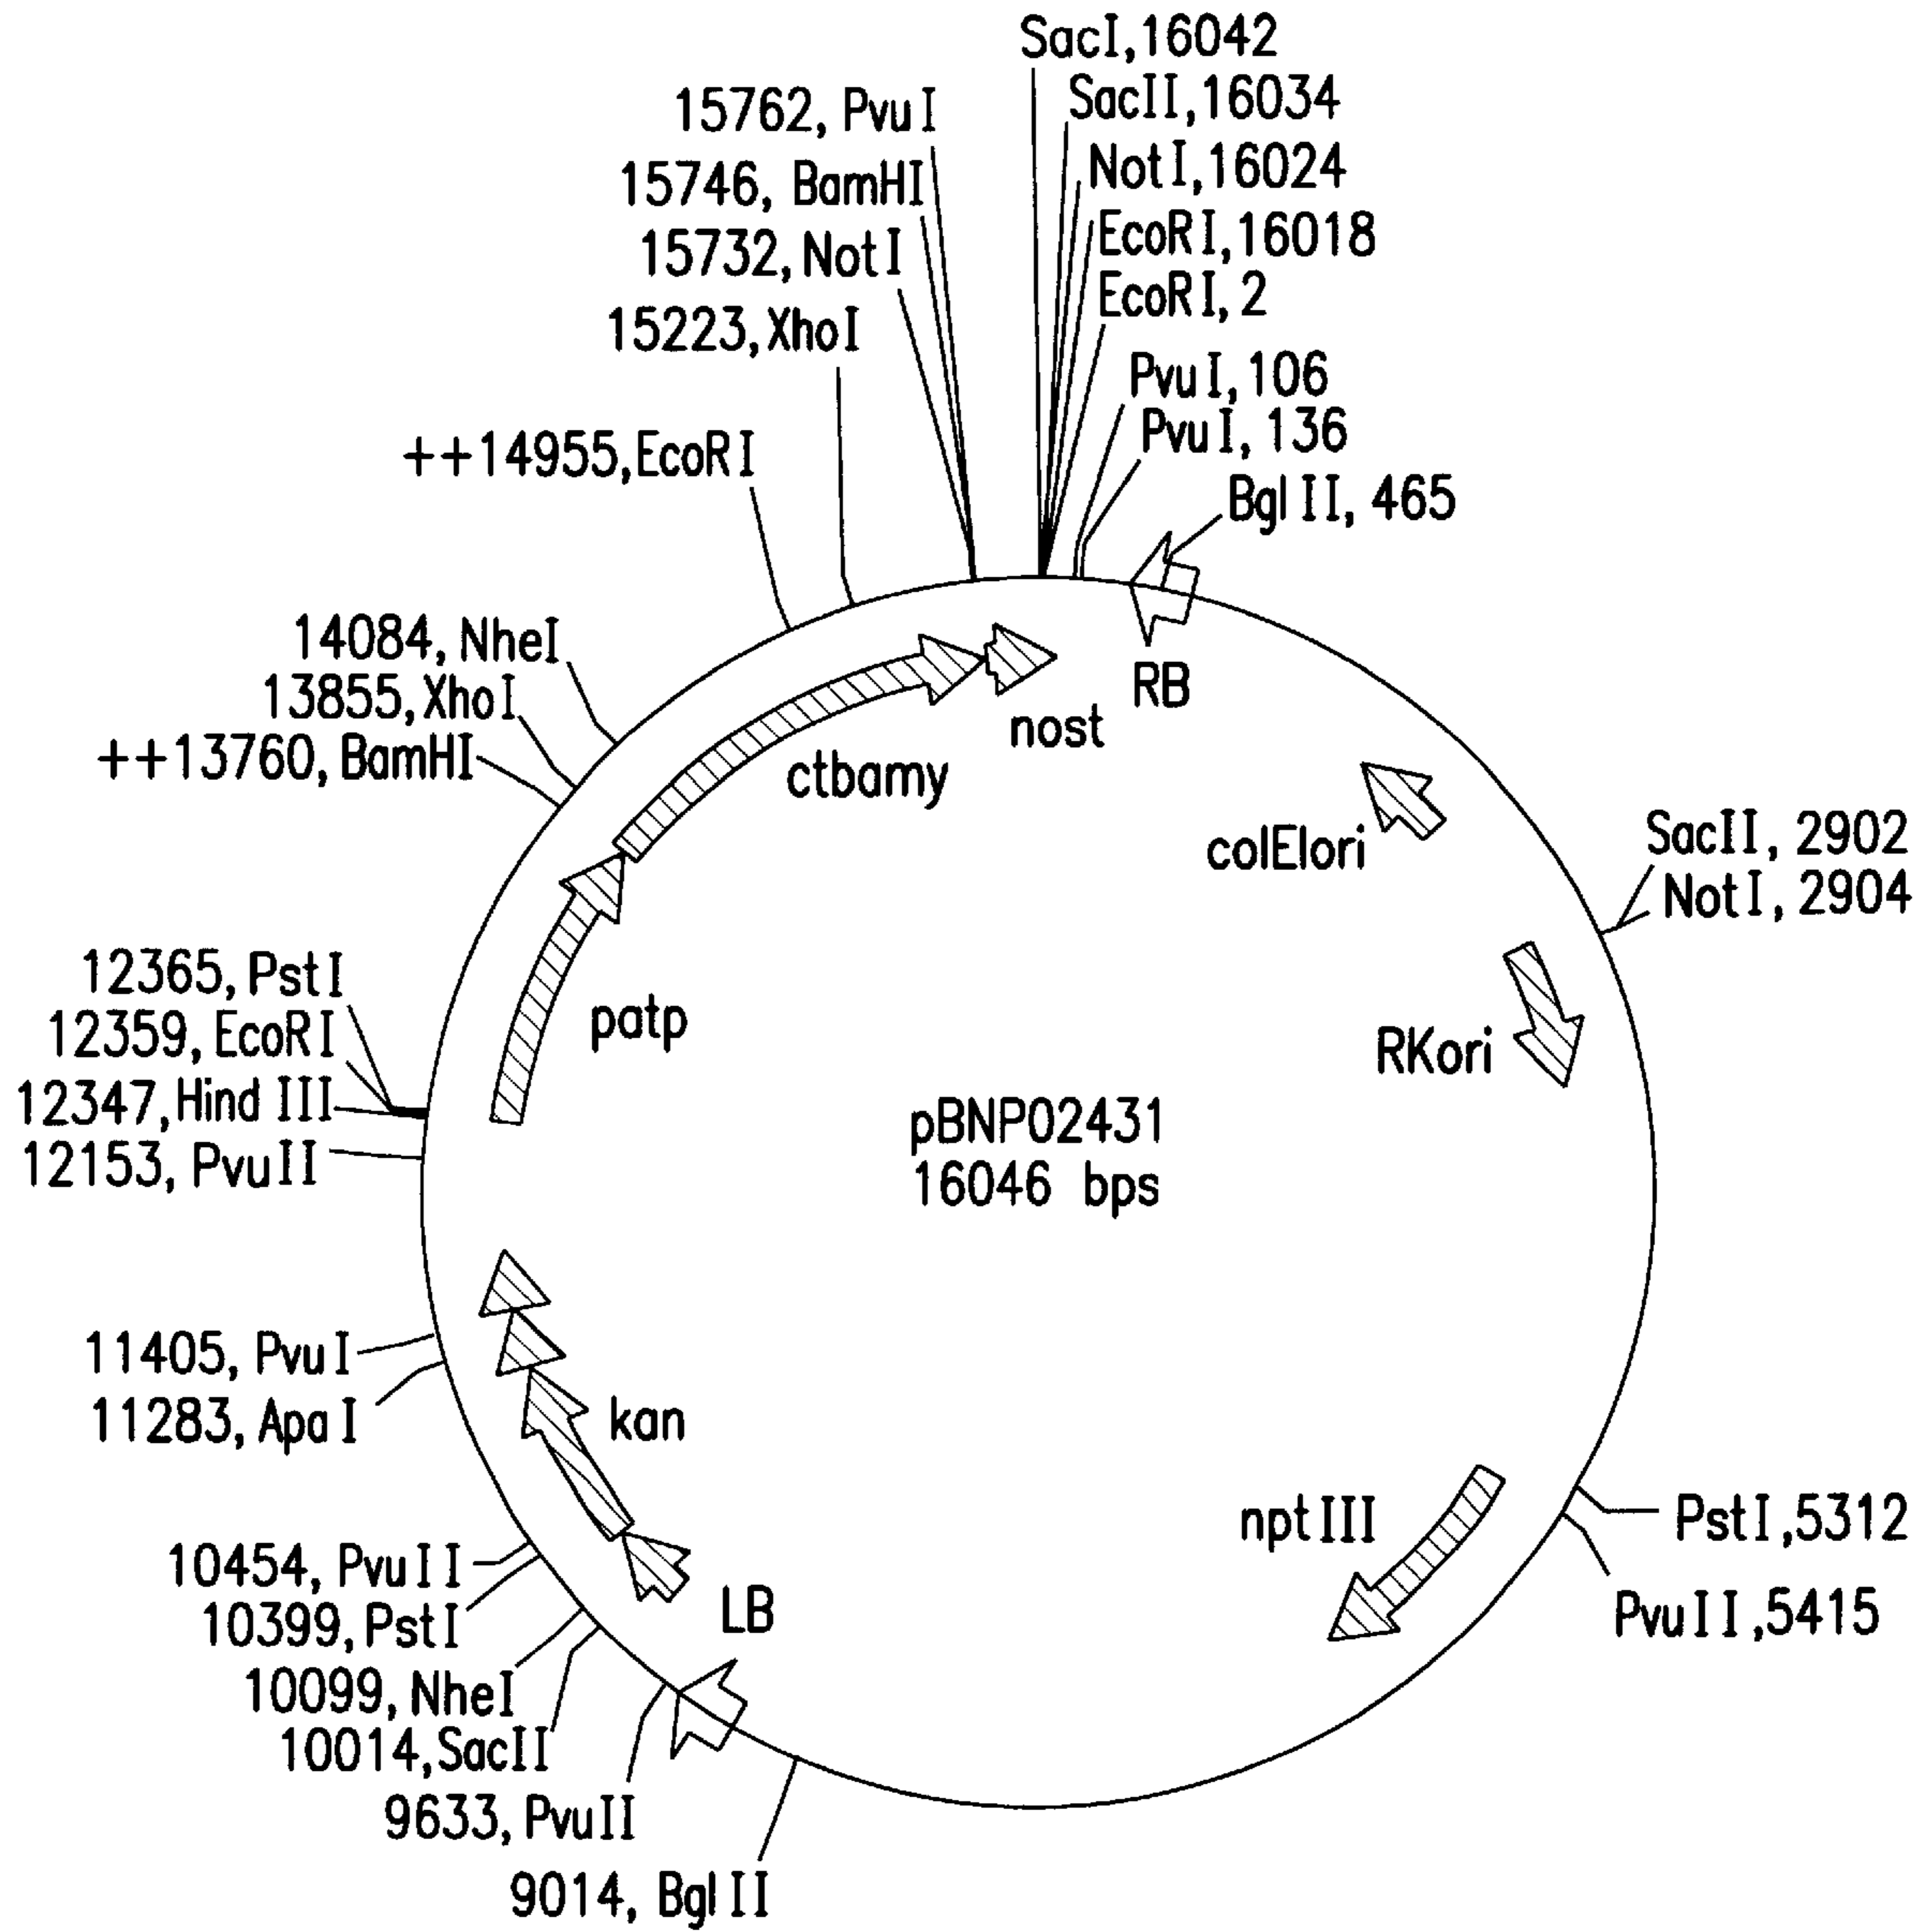 SacI,16042
SacII,16034
NotI,16024
EcoRI,16018
EcoRI,2
PvuI, 106
PvuI, 136
BglII, 465
15762, PvuI
15746, BamHI
15732, NotI
15223,XhoI
++14955,EcoRI
14084, NheI
13855,XhoI
++13760, BamHI
RB
nost
ctbamy
colElori
SacII, 2902
NotI, 2904
12365, PstI
12359, EcoRI
12347,Hind III
12153, PvuII
patp
RKori
pBNP02431
16046 bps
11405, PvuI
11283, ApaI
kan
nptIII
PstI,5312
PvuII,5415
10454, PvuII
10399, PstI
10099, NheI
10014,SacII
LB
9633, PvuII
9014, BglII